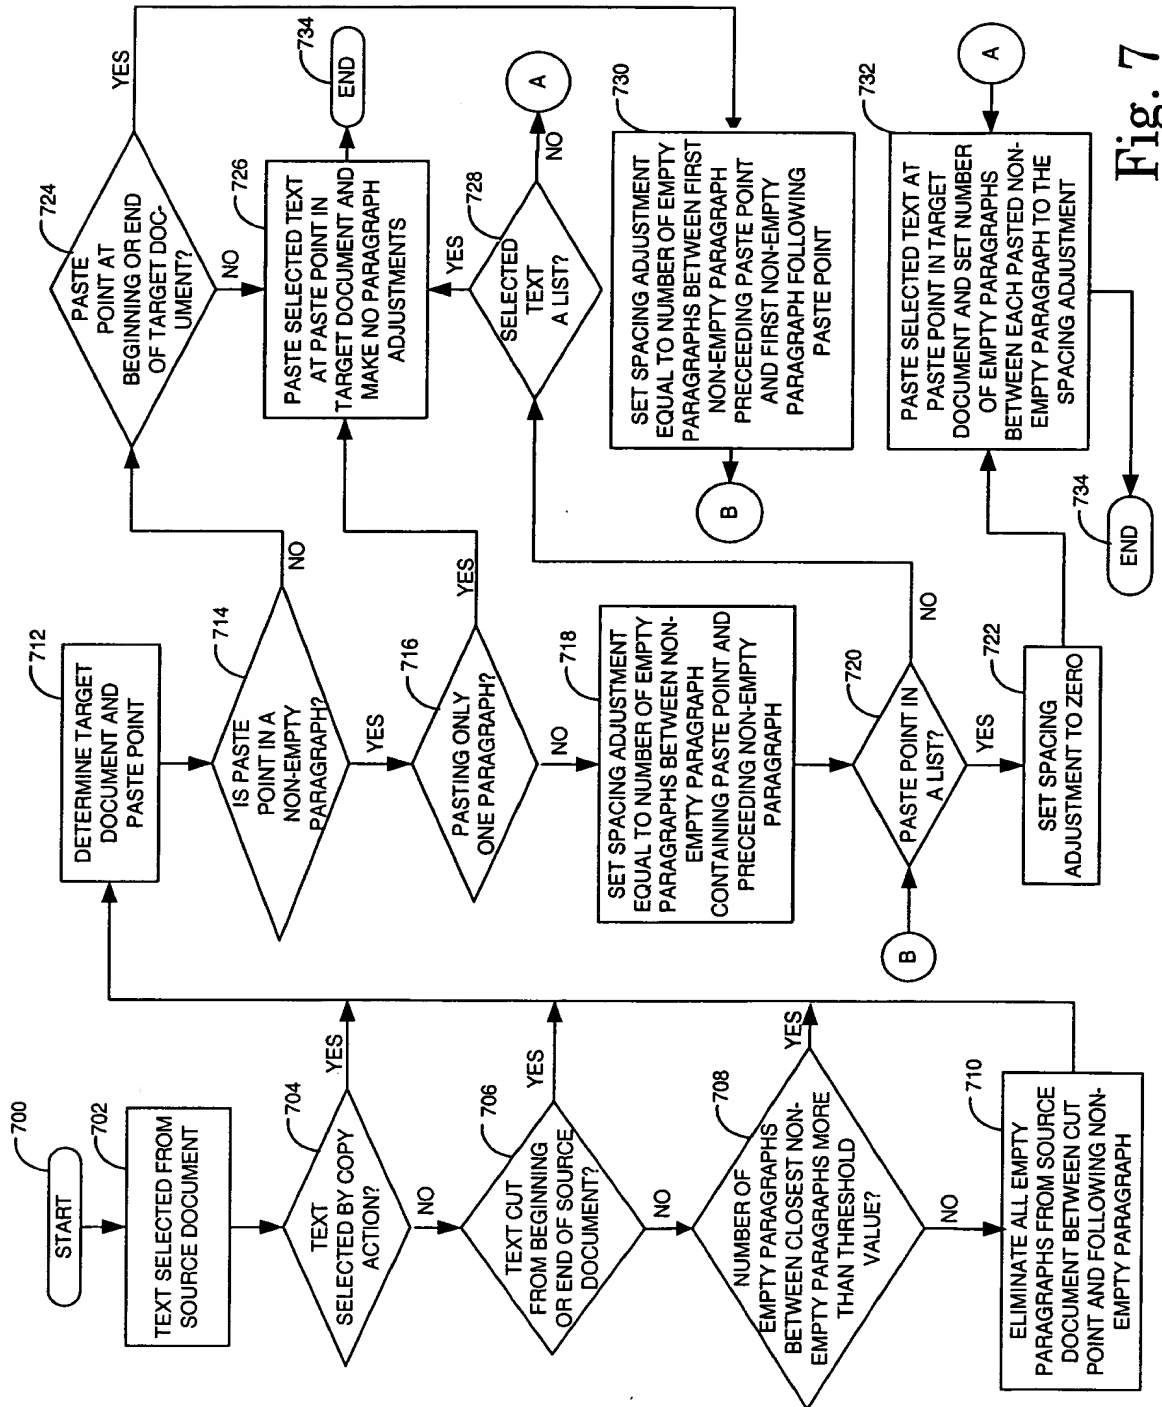 700
START
702
TEXT SELECTED FROM
SOURCE DOCUMENT
704
TEXT
SELECTED BY COPY
ACTION?
YES
NO
706
TEXT CUT
FROM BEGINNING
OR END OF SOURCE
DOCUMENT?
YES
NO
708
NUMBER OF
EMPTY PARAGRAPHS
BETWEEN CLOSEST NON-
EMPTY PARAGRAPHS MORE
THAN THRESHOLD
VALUE?
YES
NO
710
ELIMINATE ALL EMPTY
PARAGRAPHS FROM SOURCE
DOCUMENT BETWEEN CUT
POINT AND FOLLOWING NON-
EMPTY PARAGRAPH
712
DETERMINE TARGET
DOCUMENT AND
PASTE POINT
714
IS PASTE
POINT IN A
NON-EMPTY
PARAGRAPH?
NO
YES
716
PASTING ONLY
ONE PARAGRAPH?
YES
NO
718
SET SPACING ADJUSTMENT
EQUAL TO NUMBER OF EMPTY
PARAGRAPHS BETWEEN NON-
EMPTY PARAGRAPH
CONTAINING PASTE POINT AND
PRECEEDING NON-EMPTY
PARAGRAPH
B
720
PASTE POINT IN
A LIST?
NO
YES
722
SET SPACING
ADJUSTMENT TO ZERO
724
PASTE
POINT AT
BEGINNING OR END
OF TARGET DOC-
UMENT?
YES
NO
726
PASTE SELECTED TEXT
AT PASTE POINT IN
TARGET DOCUMENT AND
MAKE NO PARAGRAPH
ADJUSTMENTS
734
END
YES
728
SELECTED
TEXT
A LIST?
NO
A
730
SET SPACING ADJUSTMENT
EQUAL TO NUMBER OF EMPTY
PARAGRAPHS BETWEEN FIRST
NON-EMPTY PARAGRAPH
PRECEEDING PASTE POINT
AND FIRST NON-EMPTY
PARAGRAPH FOLLOWING
PASTE POINT
B
732
A
PASTE SELECTED TEXT AT
PASTE POINT IN TARGET
DOCUMENT AND SET NUMBER
OF EMPTY PARAGRAPHS
BETWEEN EACH PASTED NON-
EMPTY PARAGRAPH TO THE
SPACING ADJUSTMENT
734
END
Fig. 7